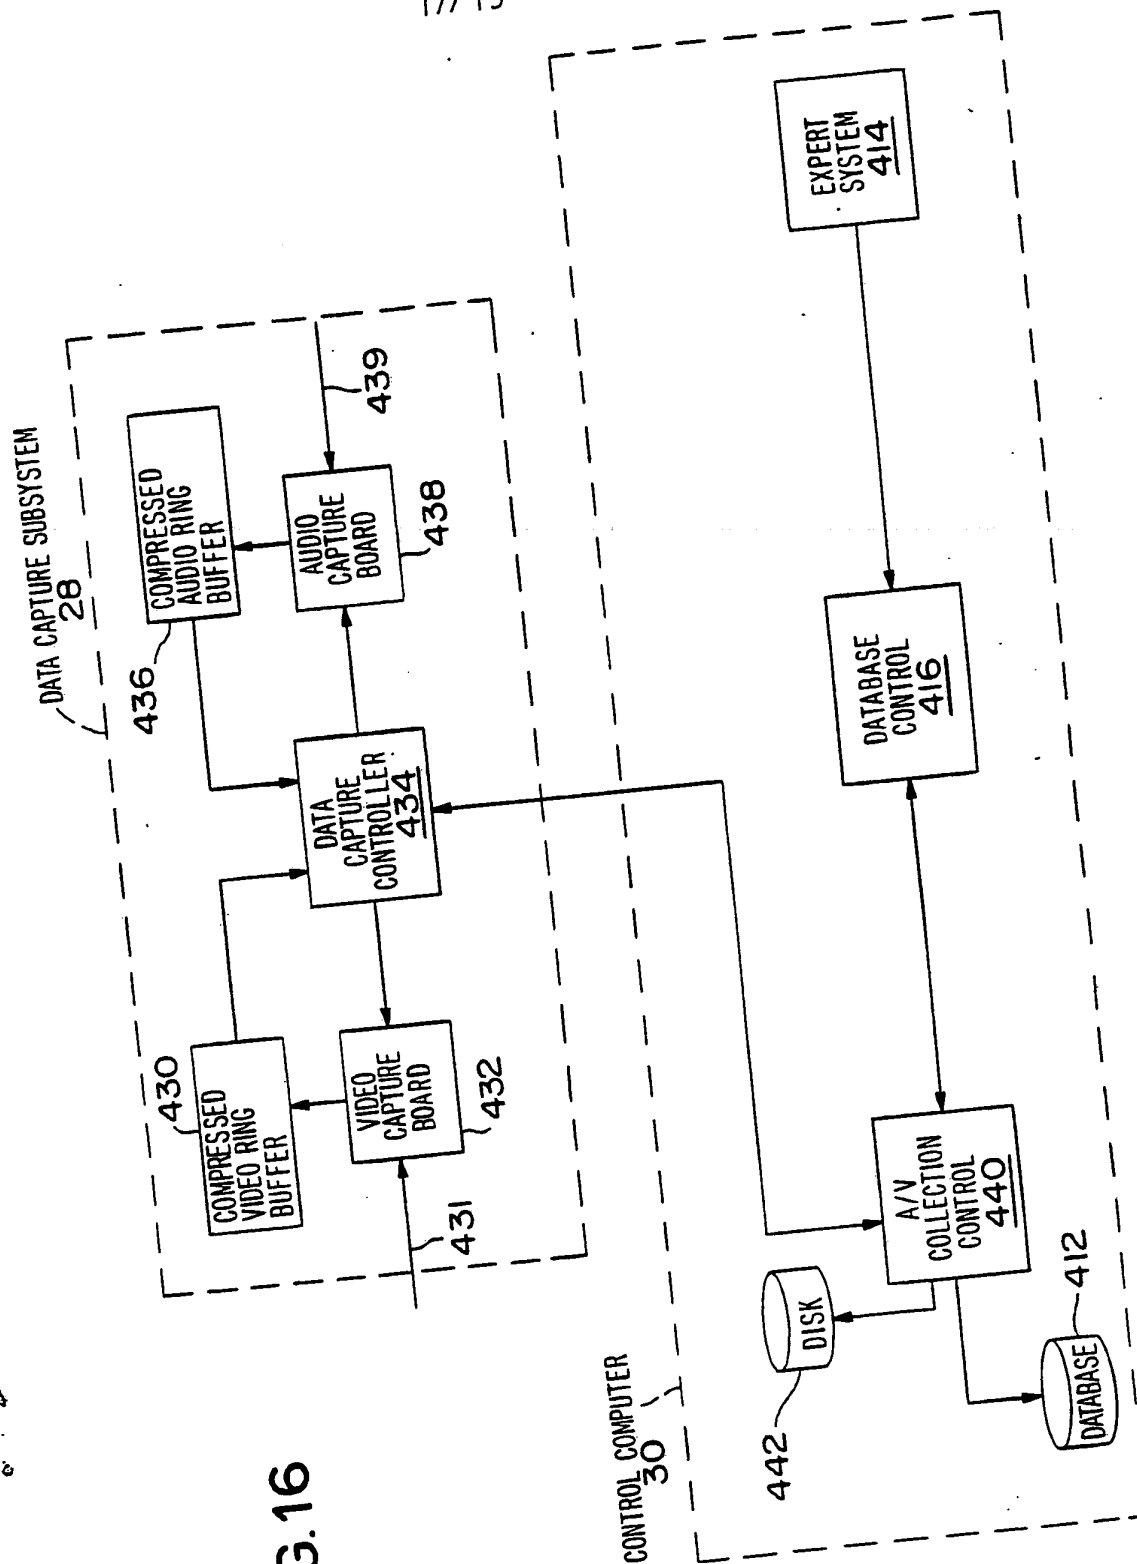 DATA CAPTURE SUBSYSTEM
28
COMPRESSED
AUDIO RING
BUFFER
436
AUDIO
CAPTURE
BOARD
438
439
DATA
CAPTURE
CONTROLLER
434
COMPRESSED
VIDEO RING
BUFFER
430
VIDEO
CAPTURE
BOARD
432
431
CONTROL COMPUTER
30
EXPERT
SYSTEM
414
DATABASE
CONTROL
416
A/V
COLLECTION
CONTROL
440
DISK
442
DATABASE
412
G.16